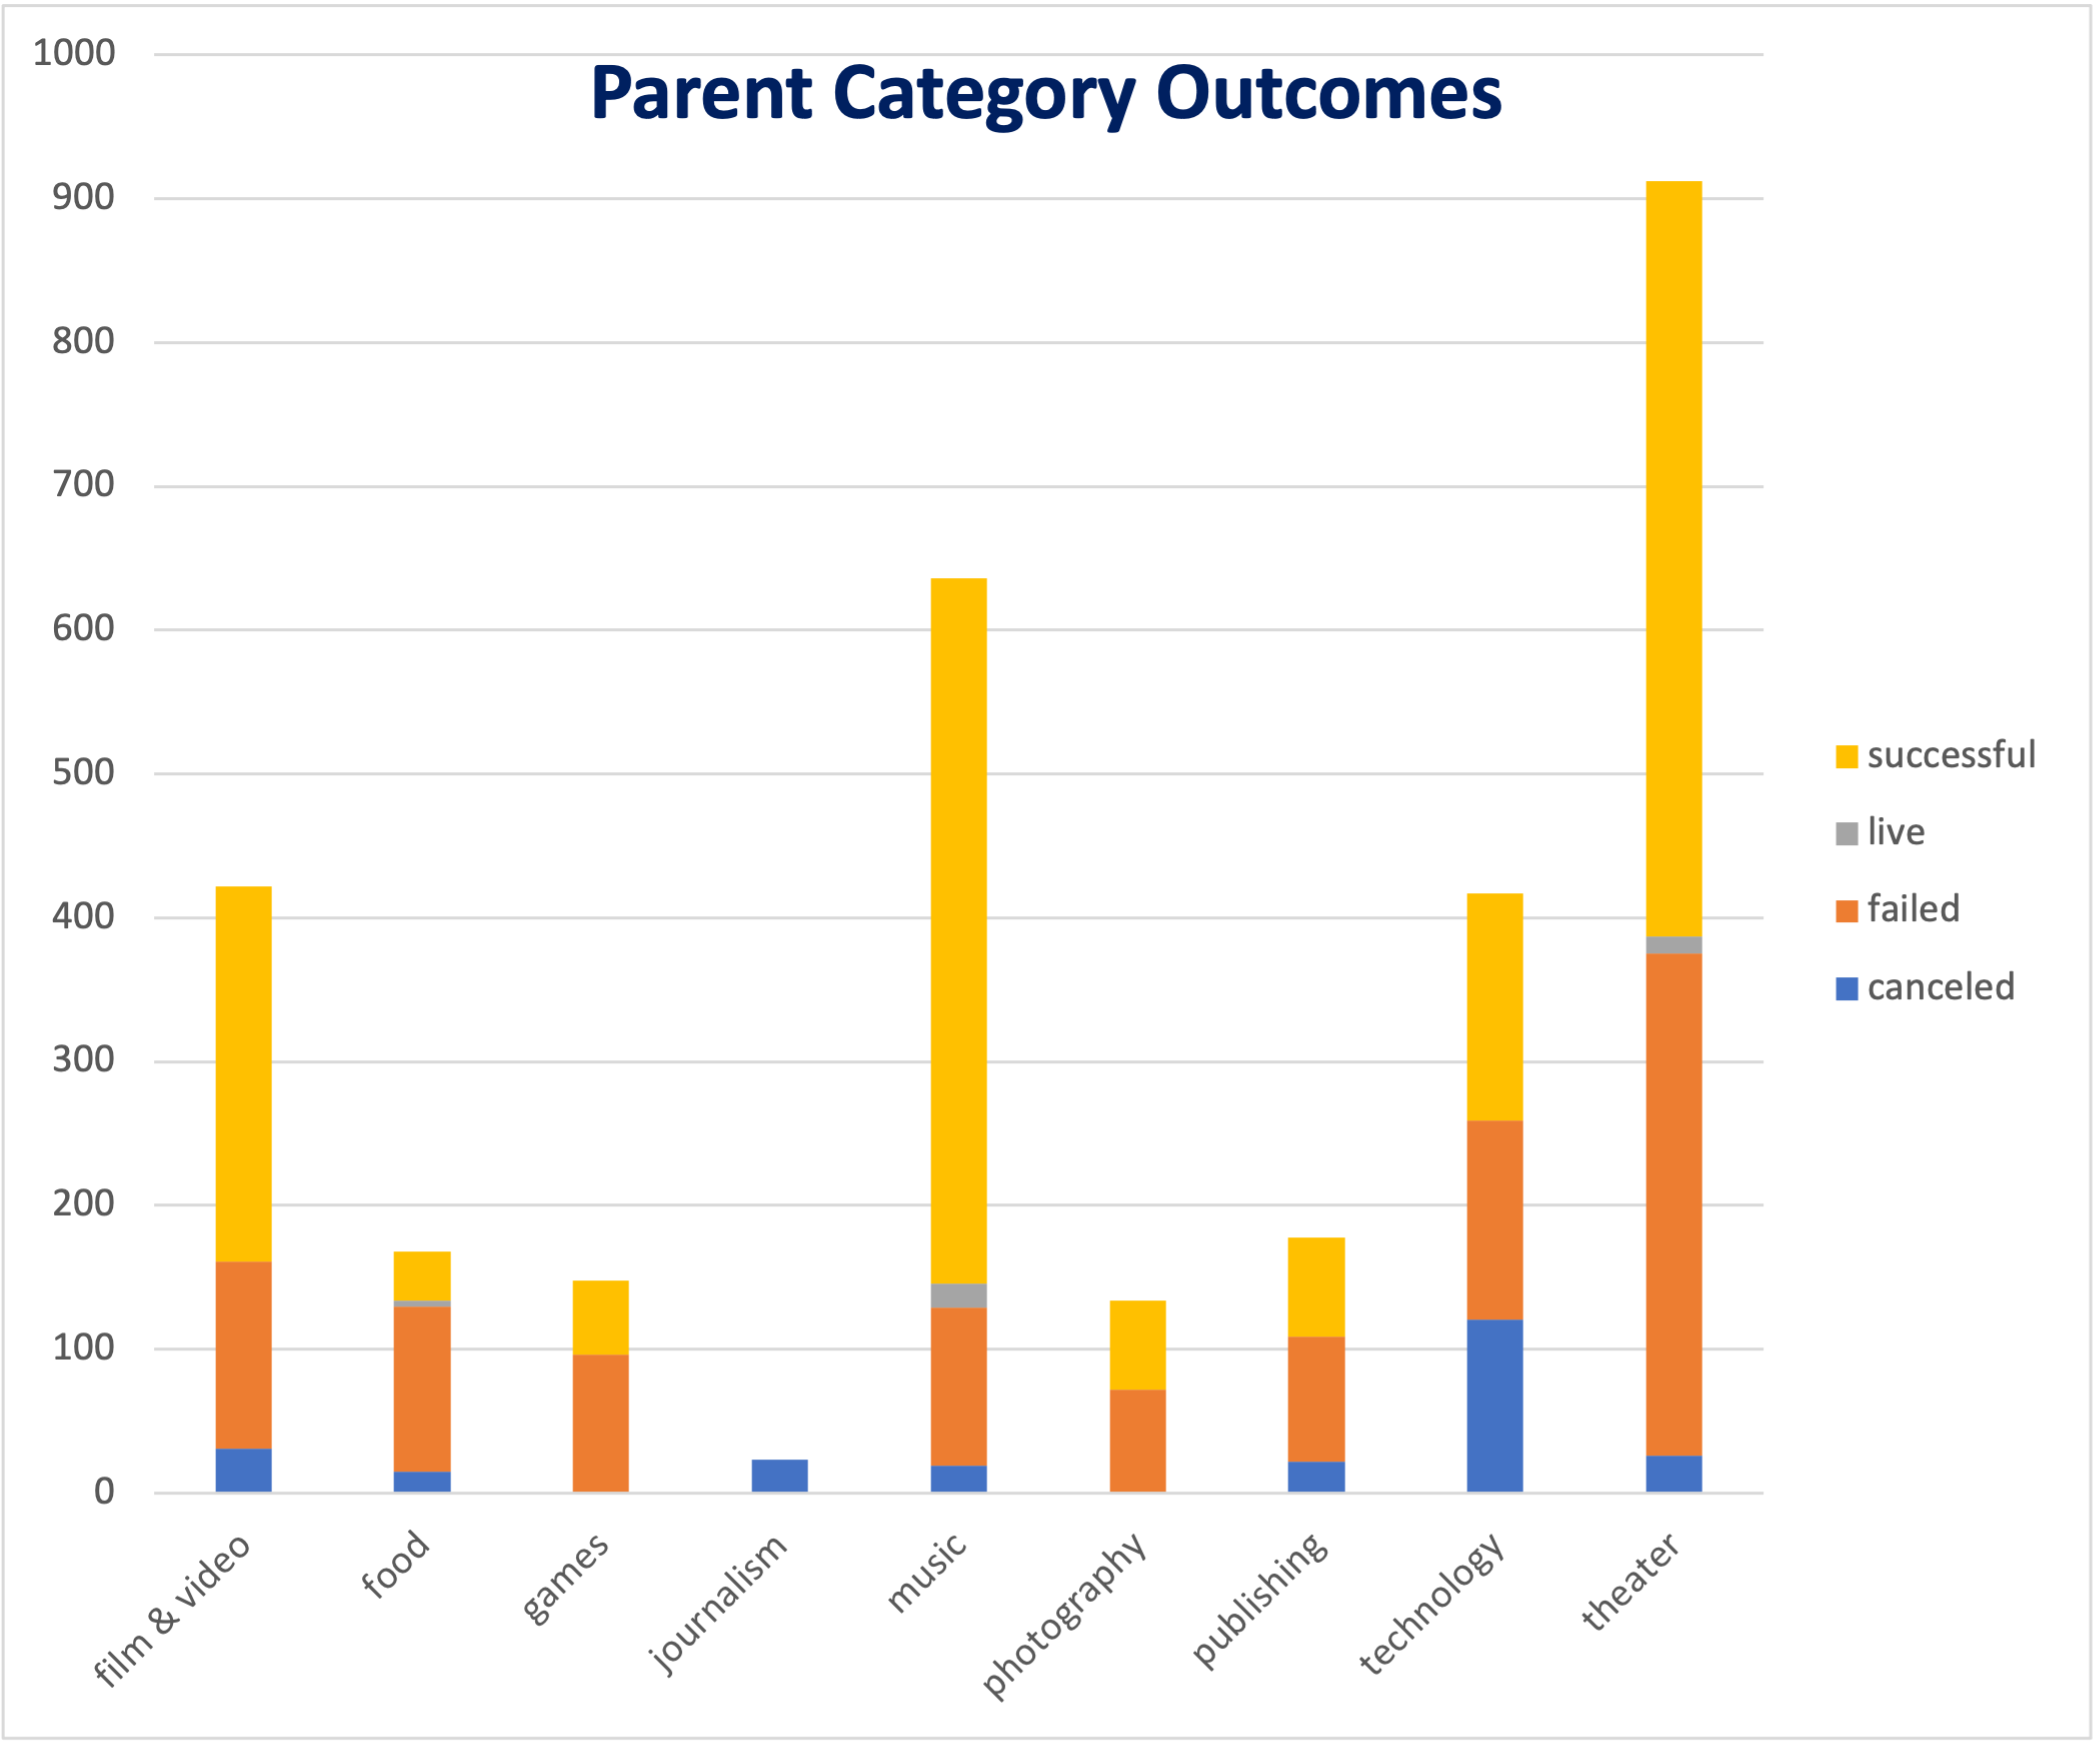 Parent Category Outcomes
1000
900
800
700
600
500
400
300
200
100
0
film & video
food
games
journalism
music
photography
publishing
technology
theater
successful
live
failed
canceled